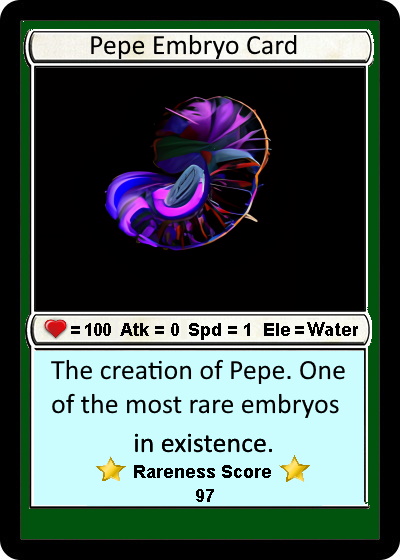 Pepe Embryo Card
= 100 Atk = 0 Spd = 1 Ele = Water
The creation of Pepe. One
of the most rare embryos
in existence.
Rareness Score
97